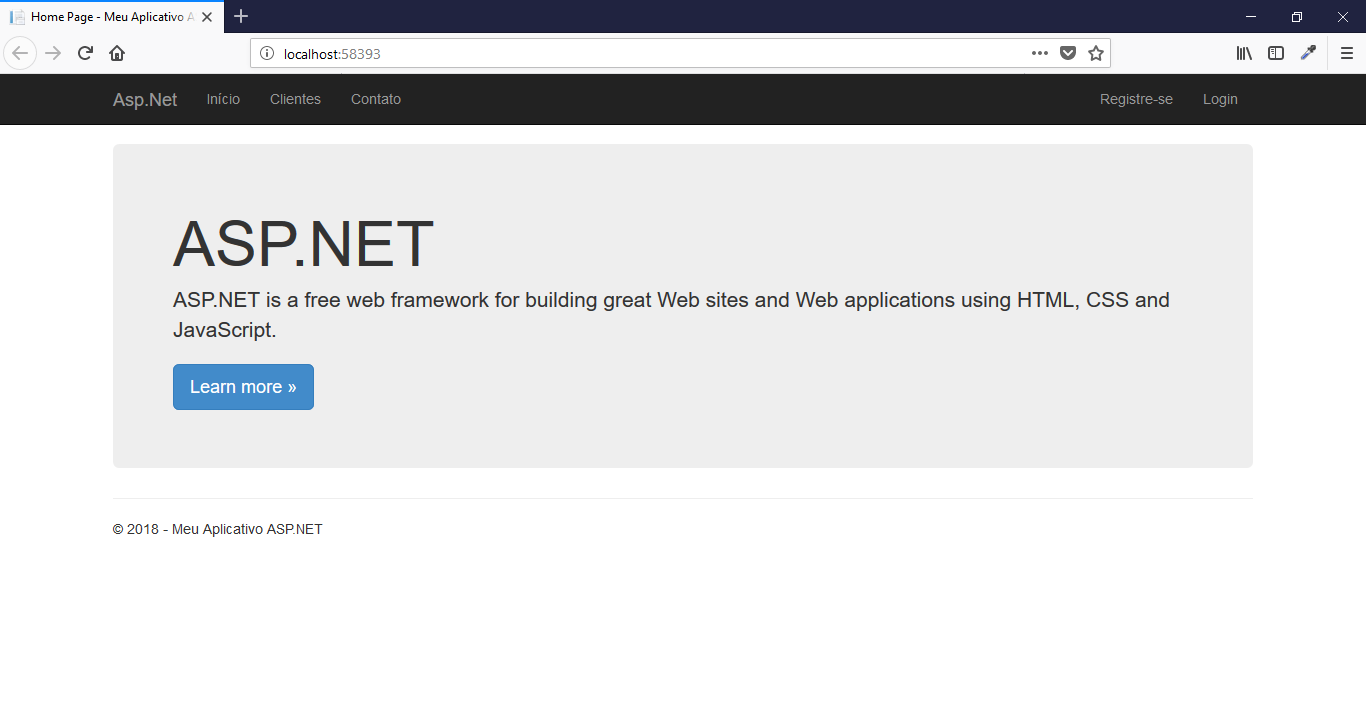 Home Page - Meu Aplicativo A
localhost:58393
Asp.Net Início Clientes Contato Registre-se Login
ASP.NET
ASP.NET is a free web framework for building great Web sites and Web applications using HTML, CSS and
JavaScript.
Learn more »
© 2018 - Meu Aplicativo ASP.NET